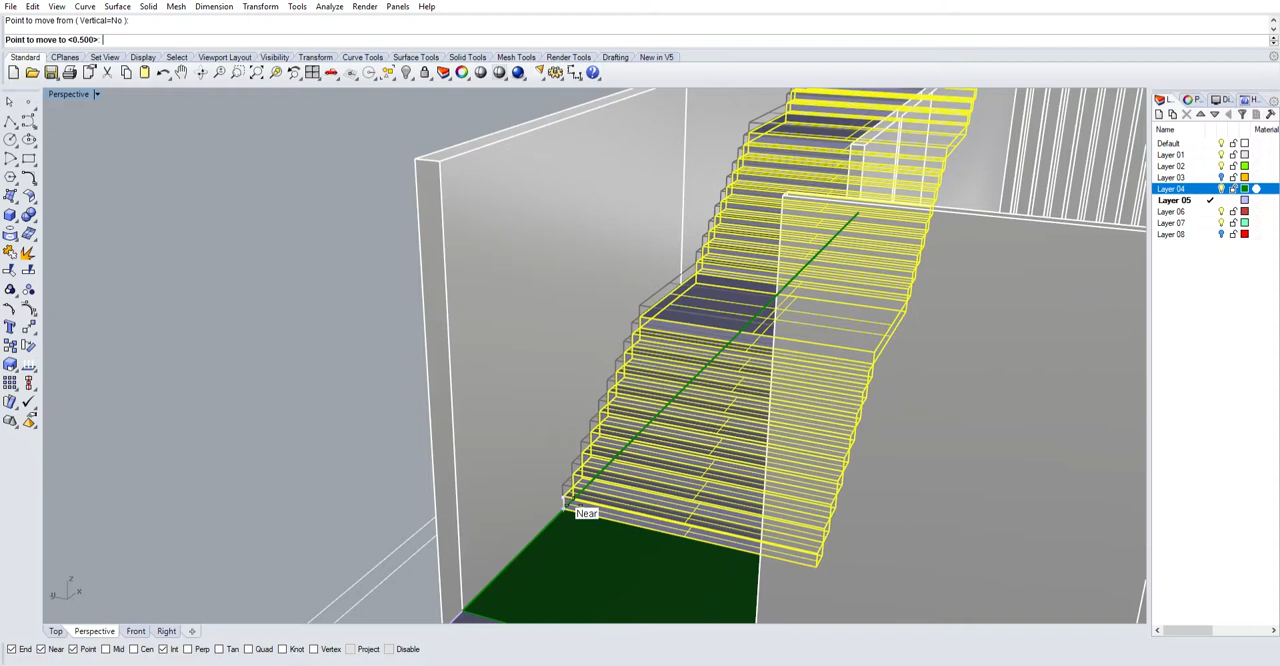 File Edit View Curve Surface Solid Mesh Dimension Transform Tools Analyze Render Panels Help
Point to move from ( Vertical=No ):
Point to move to <0.500>:
Standard CPlanes Set View Display Select Viewport Layout Visibility Transform Curve Tools Surface Tools Solid Tools Mesh Tools Render Tools Drafting New in V5
Perspective
L... P... Di... H...
Name Material
Default
Layer 01
Layer 02
Layer 03
Layer 04
Layer 05
Layer 06
Layer 07
Layer 08
Near
z
y x
Top Perspective Front Right
End Near Point Mid Cen Int Perp Tan Quad Knot Vertex Project Disable